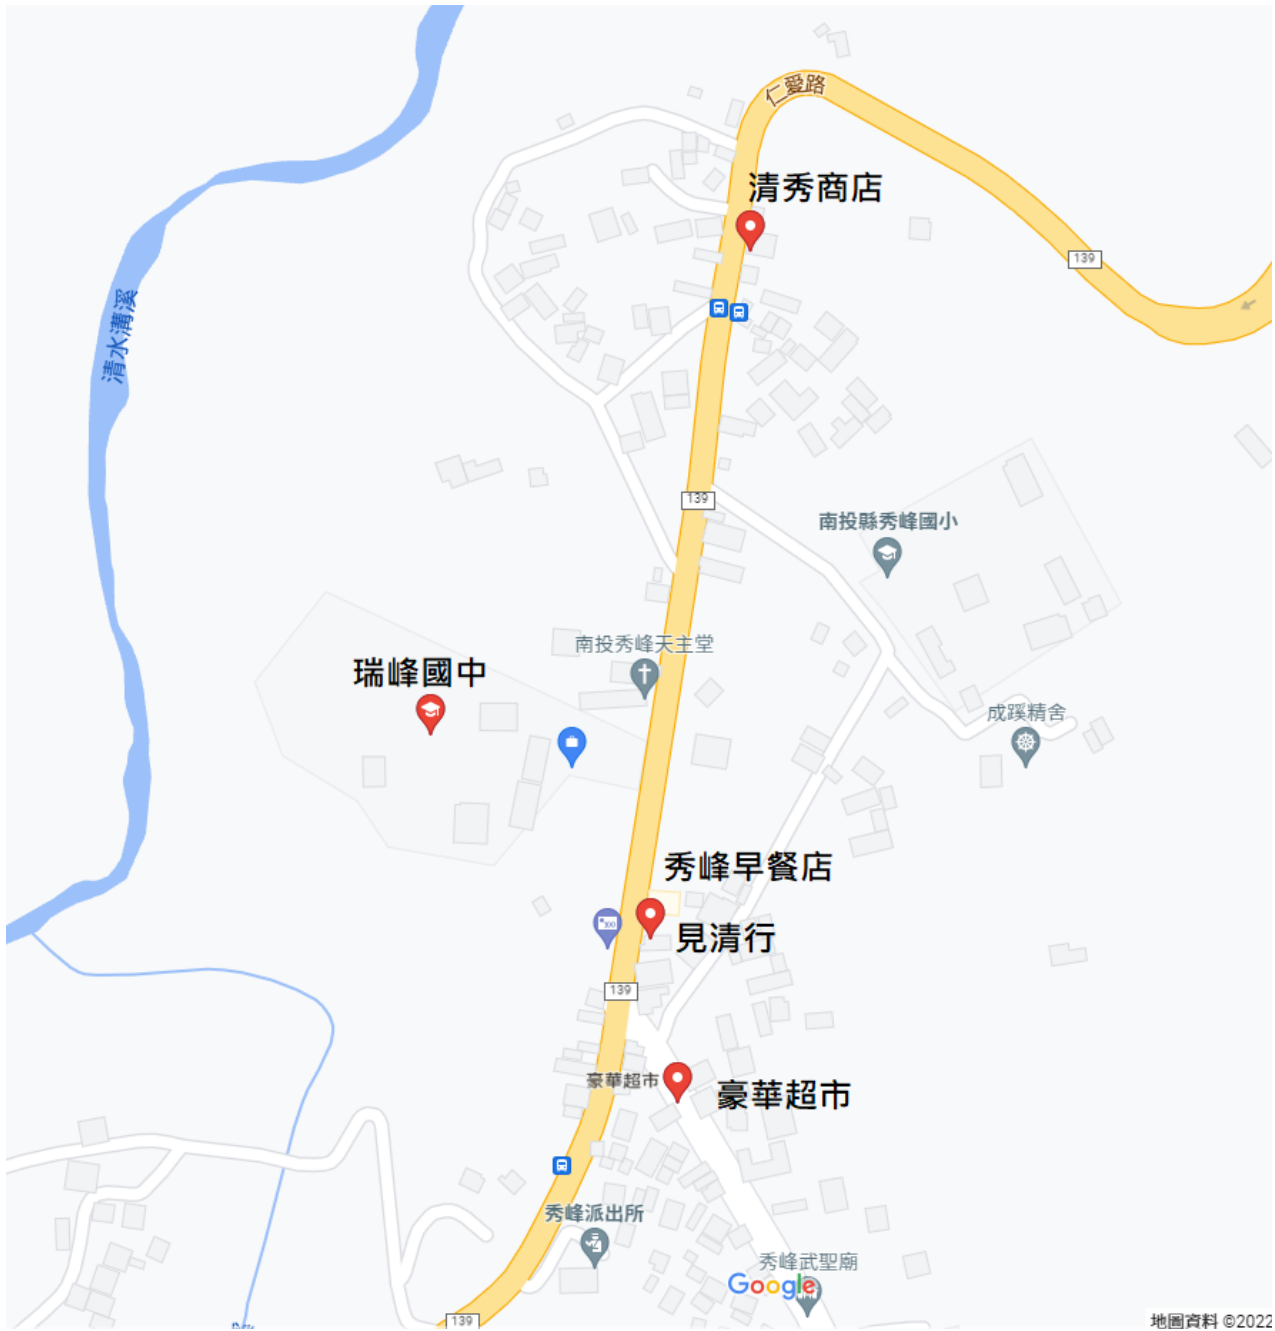 仁愛路
清秀商店
139
清水溝溪
139
南投縣秀峰國小
南投秀峰天主堂
瑞峰國中
成蹊精舍
秀峰早餐店
見清行
139
豪華超市
豪華超市
秀峰派出所
秀峰武聖廟
Google
139
地圖資料 ©2022